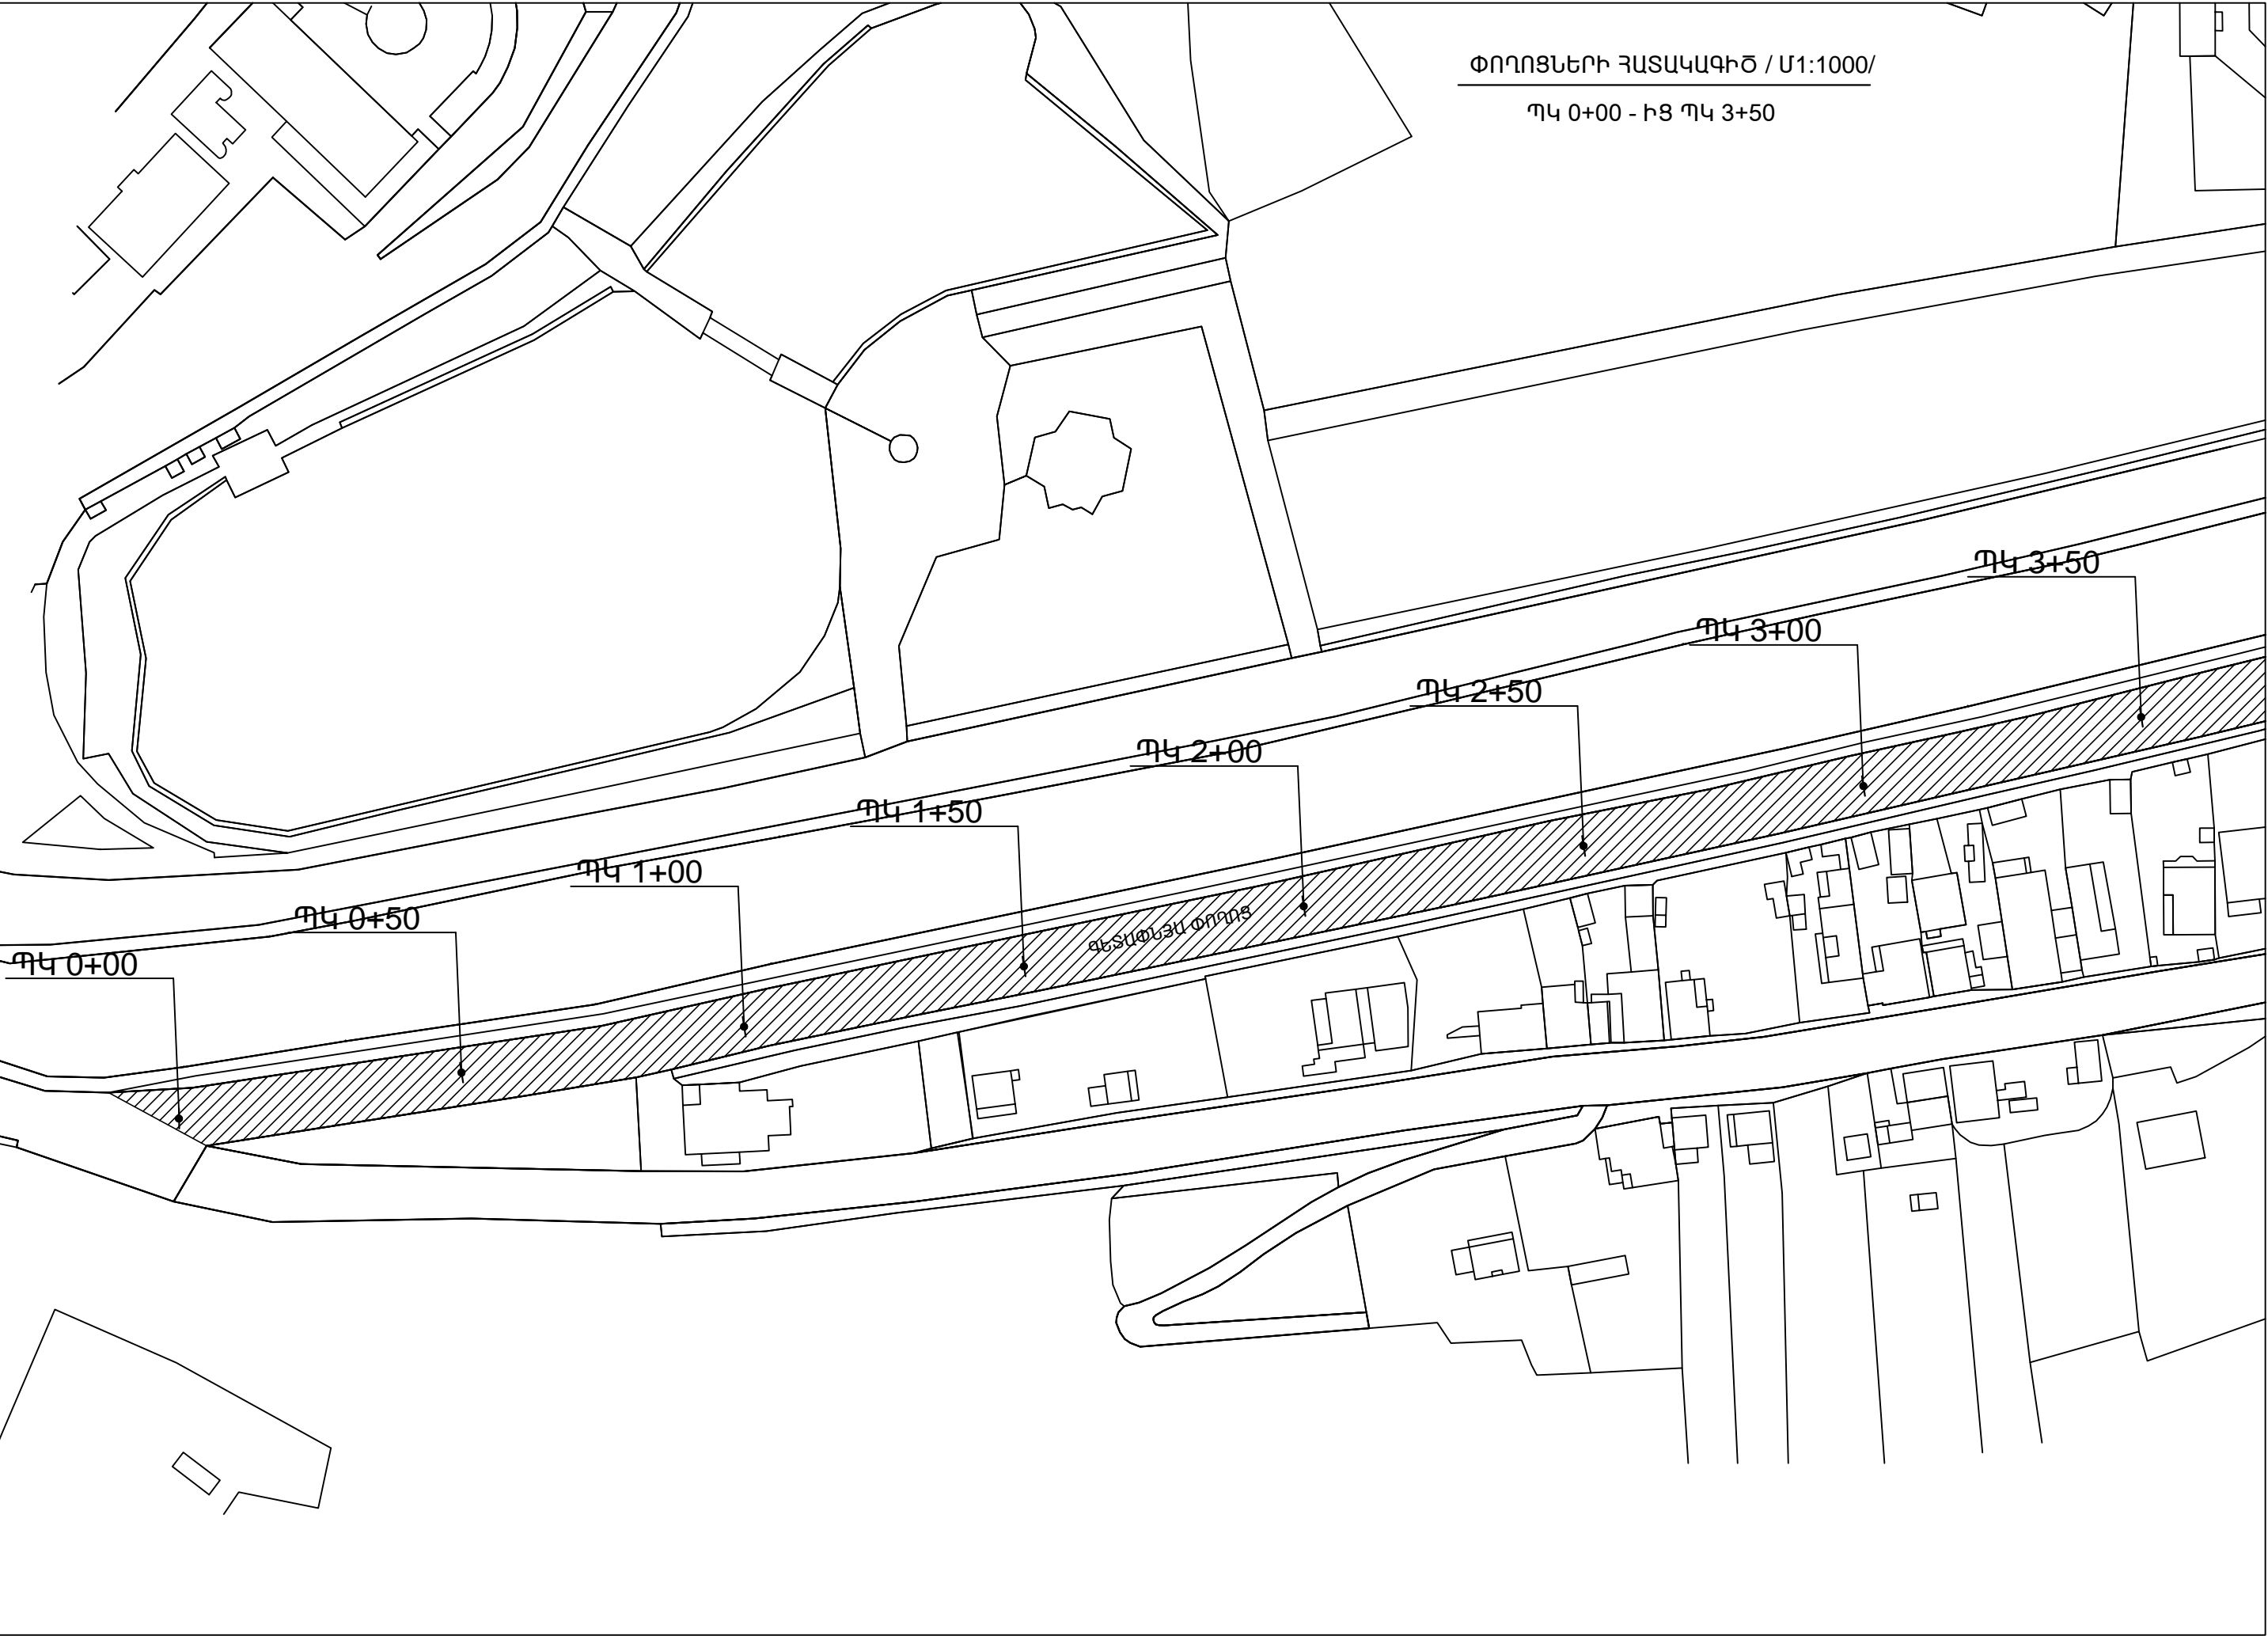 ՓՈՂՈՑՆԵՐԻ ՀԱՏԱԿԱԳԻԾ / Մ1:1000/
ՊԿ 0+00 - ԻՑ ՊԿ 3+50
ՊԿ 3+50
ՊԿ 3+00
ՊԿ 2+50
ՊԿ 2+00
ՊԿ 1+50
ՊԿ 1+00
ՊԿ 0+50
ՊԿ 0+00
ԳԵՏԱՓՆՅԱ ՓՈՂՈՑ